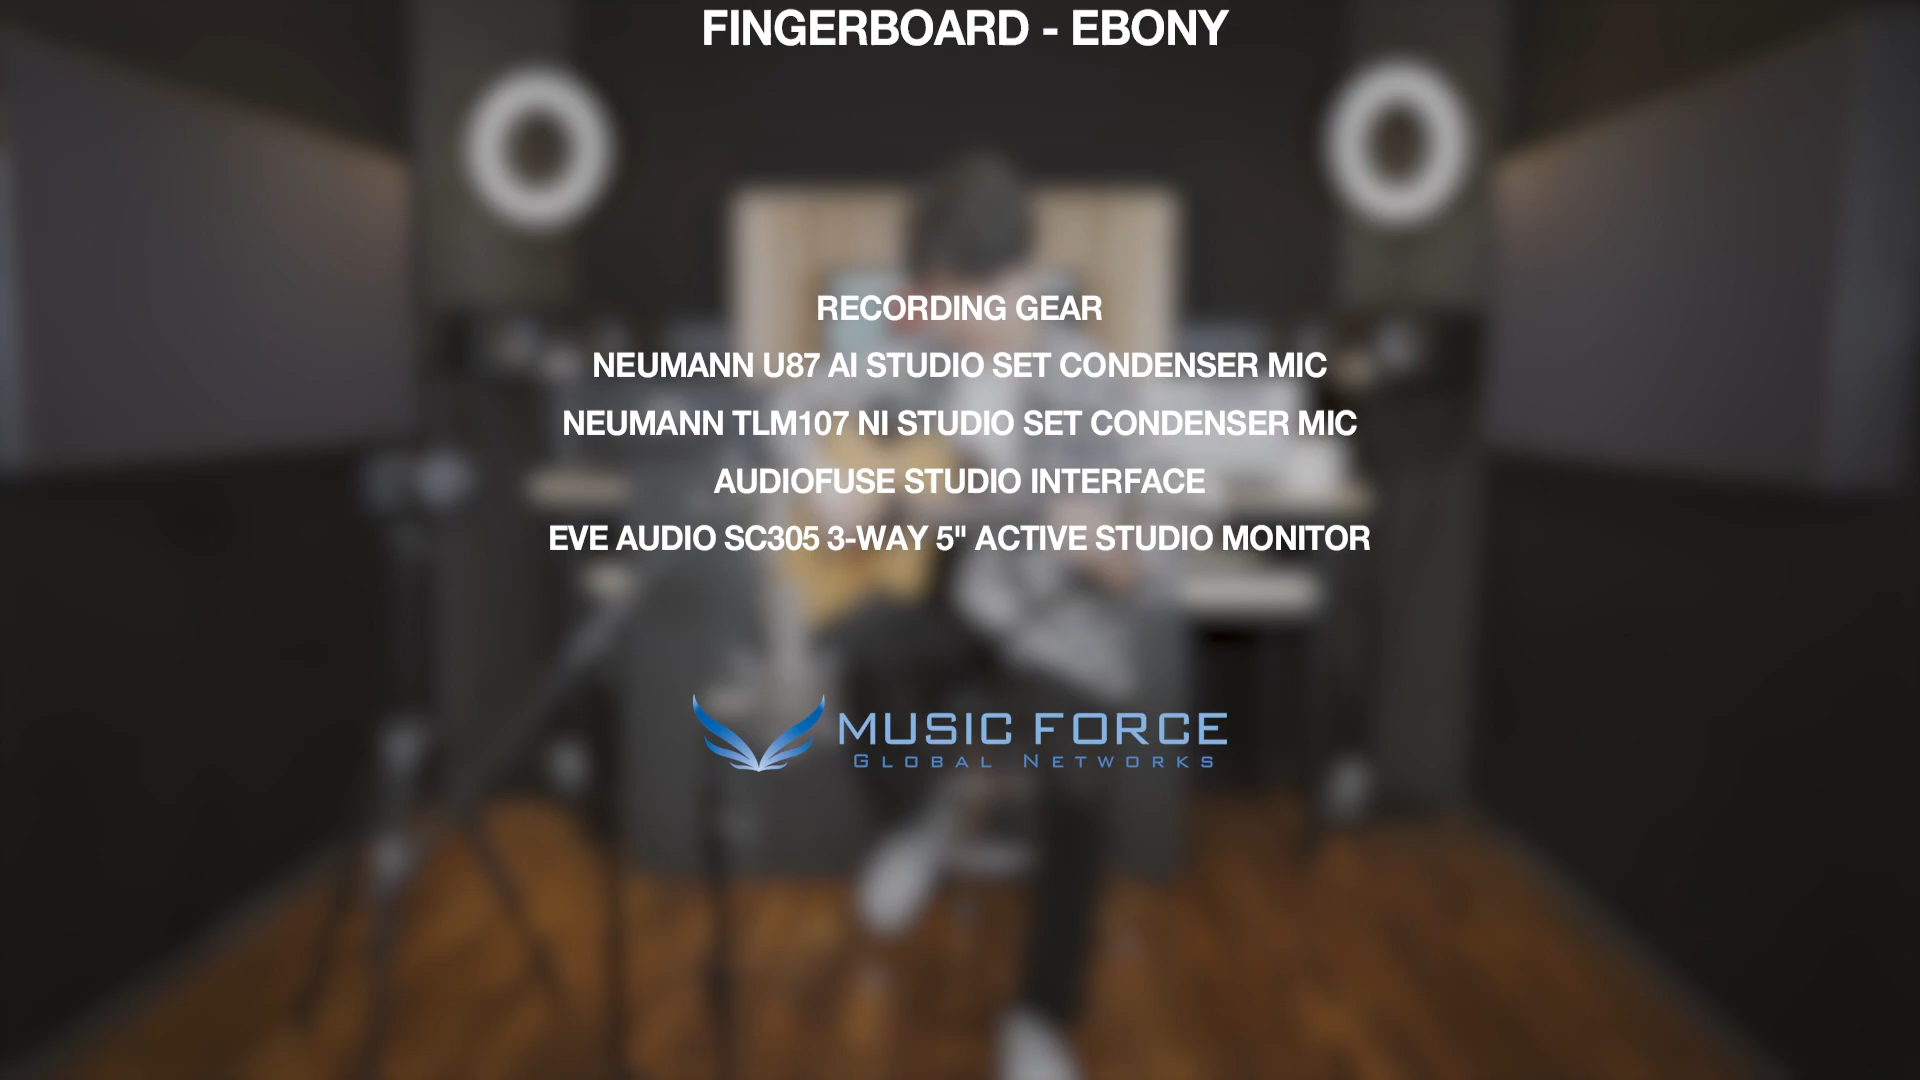 FINGERBOARD - EBONY
RECORDING GEAR
NEUMANN U87 AI STUDIO SET CONDENSER MIC
NEUMANN TLM107 NI STUDIO SET CONDENSER MIC
AUDIOFUSE STUDIO INTERFACE
EVE AUDIO SC305 3-WAY 5" ACTIVE STUDIO MONITOR
MUSIC FORCE
GLOBAL NETWORKS